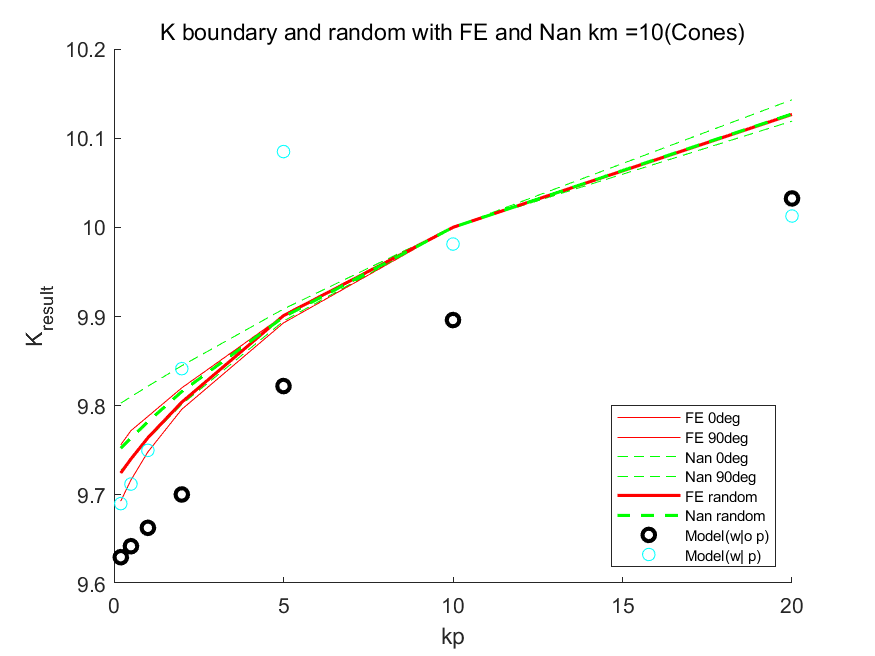 K boundary and random with FE and Nan km =10(Cones)
10.2
10.1
10
9.9
9.8
9.7
9.6
K_result
0
5
10
15
20
kp
FE 0deg
FE 90deg
Nan 0deg
Nan 90deg
FE random
Nan random
Model(w|o p)
Model(w| p)